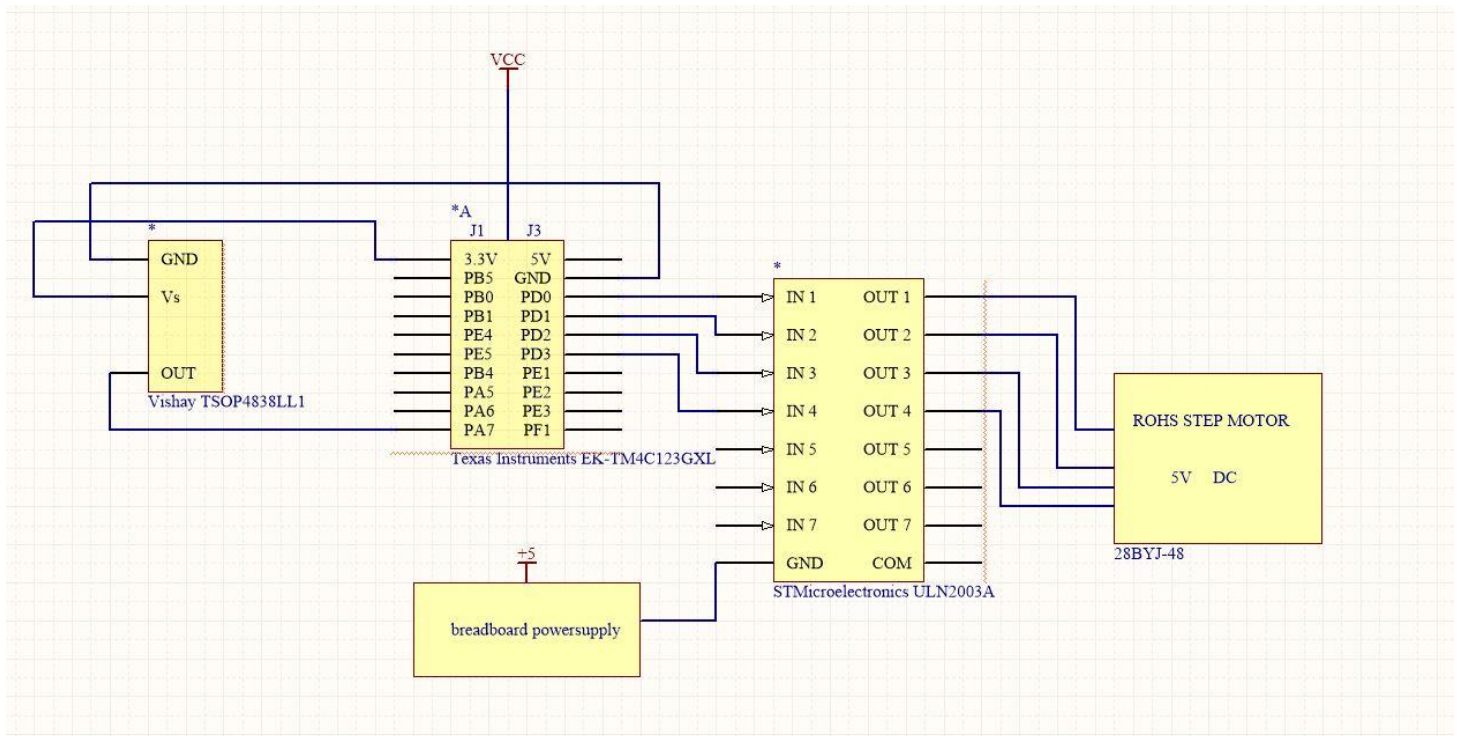 VCC
*A
J1 J3
*
GND
Vs
OUT
Vishay TSOP4838LL1
3.3V 5V
PB5 GND
PB0 PD0
PB1 PD1
PE4 PD2
PE5 PD3
PB4 PE1
PA5 PE2
PA6 PE3
PA7 PF1
Texas Instruments EK-TM4C123GXL
*
IN 1 OUT 1
IN 2 OUT 2
IN 3 OUT 3
IN 4 OUT 4
IN 5 OUT 5
IN 6 OUT 6
IN 7 OUT 7
GND COM
STMicroelectronics ULN2003A
ROHS STEP MOTOR
5V DC
28BYJ-48
+5
breadboard powersupply